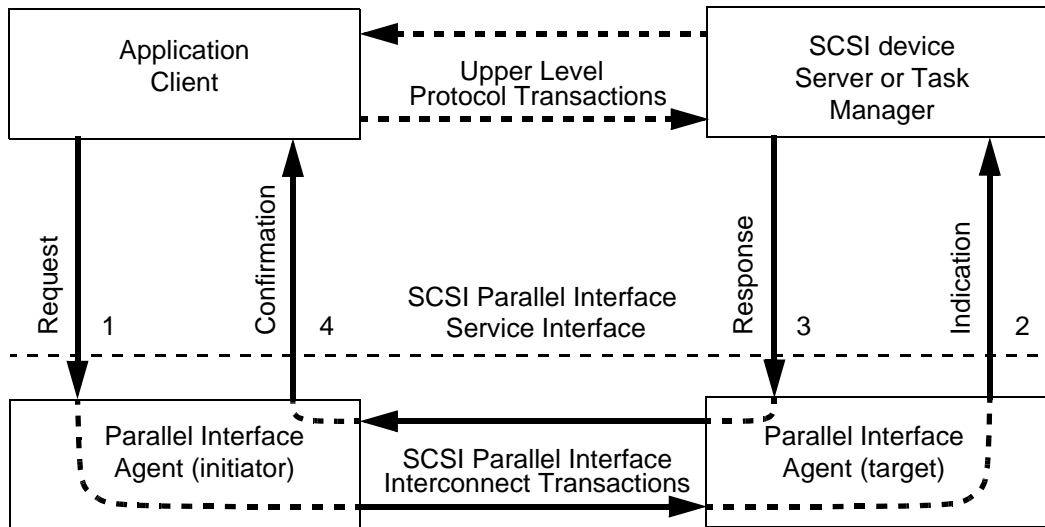 Application
Client
Upper Level
Protocol Transactions
SCSI device
Server or Task
Manager
Request
1
Confirmation
4
SCSI Parallel Interface
Service Interface
Response
3
Indication
2
Parallel Interface
Agent (initiator)
SCSI Parallel Interface
Interconnect Transactions
Parallel Interface
Agent (target)